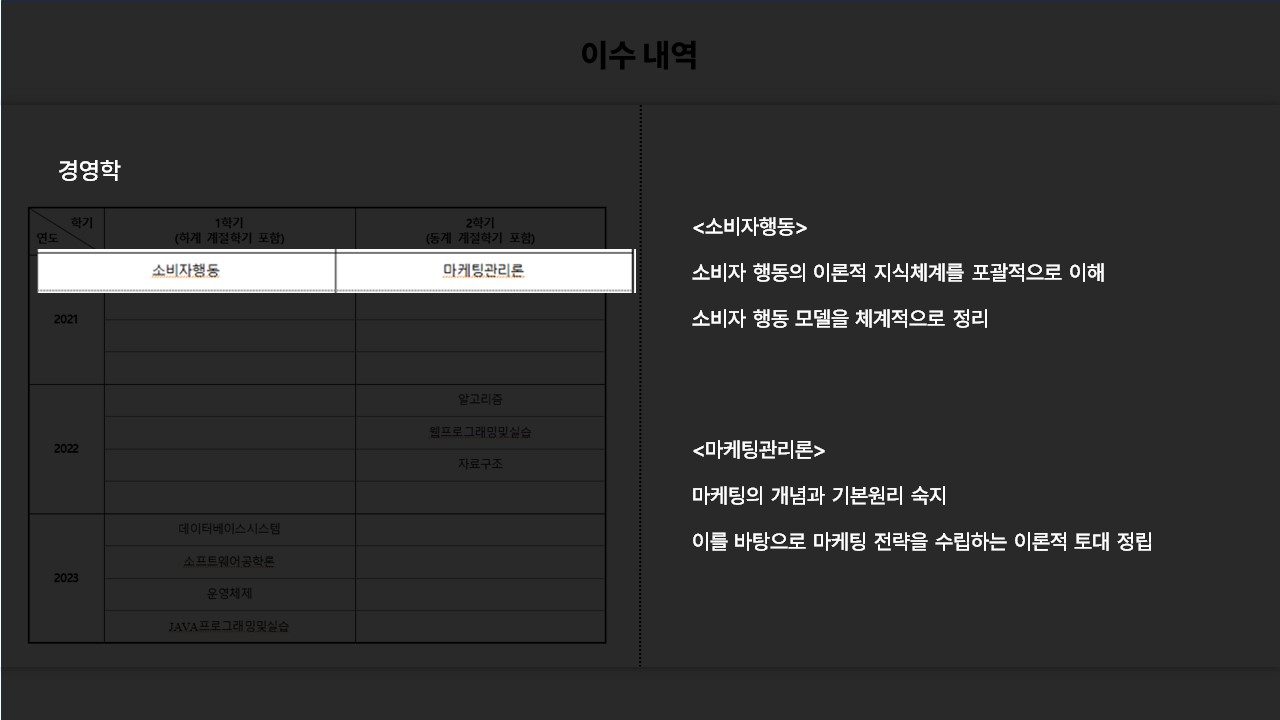 이수 내역
경영학
학기
연도
1학기
(하계 계절학기 포함)
2학기
(동계 계절학기 포함)
소비자행동
마케팅관리론
2021
2022
알고리즘
웹프로그래밍및실습
자료구조
2023
데이터베이스시스템
소프트웨어공학론
운영체제
JAVA프로그래밍및실습
<소비자행동>
소비자 행동의 이론적 지식체계를 포괄적으로 이해
소비자 행동 모델을 체계적으로 정리
<마케팅관리론>
마케팅의 개념과 기본원리 숙지
이를 바탕으로 마케팅 전략을 수립하는 이론적 토대 정립